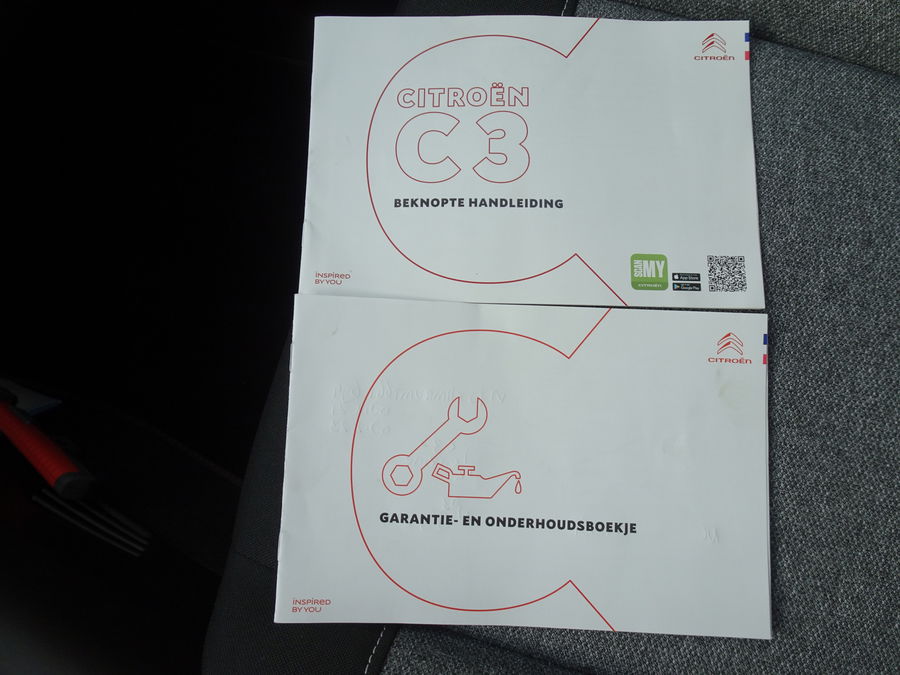 CITROËN
CITROËN
C3
BEKNOPTE HANDLEIDING
INSPIRED
BY YOU
SCAN
MY
CITROËN
App Store
Google Play
CITROËN
GARANTIE- EN ONDERHOUDSBOEKJE
INSPIRED
BY YOU